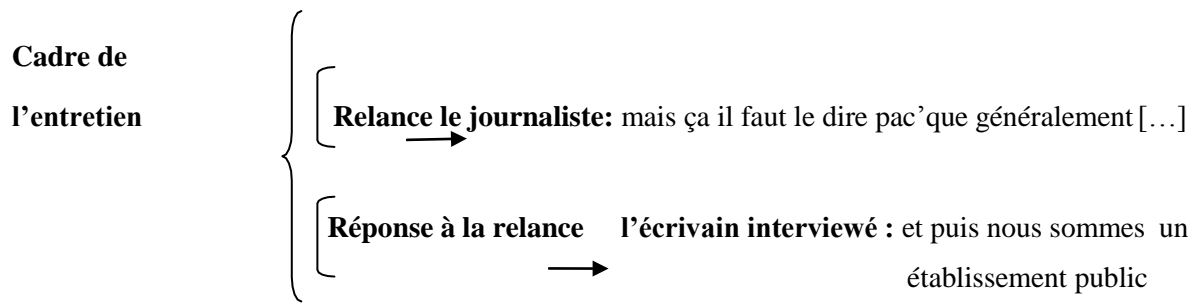 Cadre de
l’entretien
Relance le journaliste: mais ça il faut le dire pac’que généralement […]
Réponse à la relance l’écrivain interviewé : et puis nous sommes un
établissement public